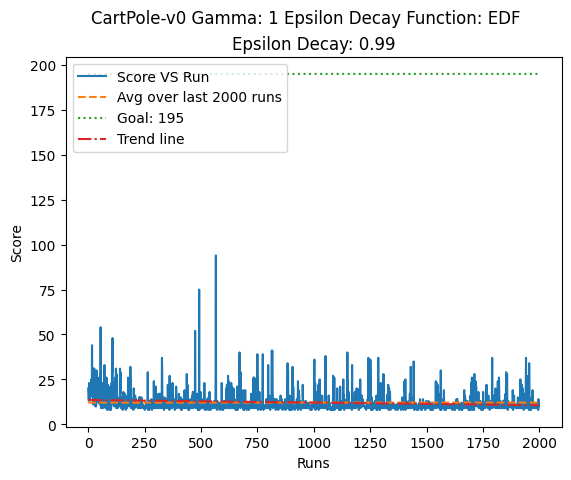 CartPole-v0 Gamma: 1 Epsilon Decay Function: EDF
Epsilon Decay: 0.99
200
175
150
125
100
75
50
25
0
Score
Score VS Run
Avg over last 2000 runs
Goal: 195
Trend line
0 250 500 750 1000 1250 1500 1750 2000
Runs